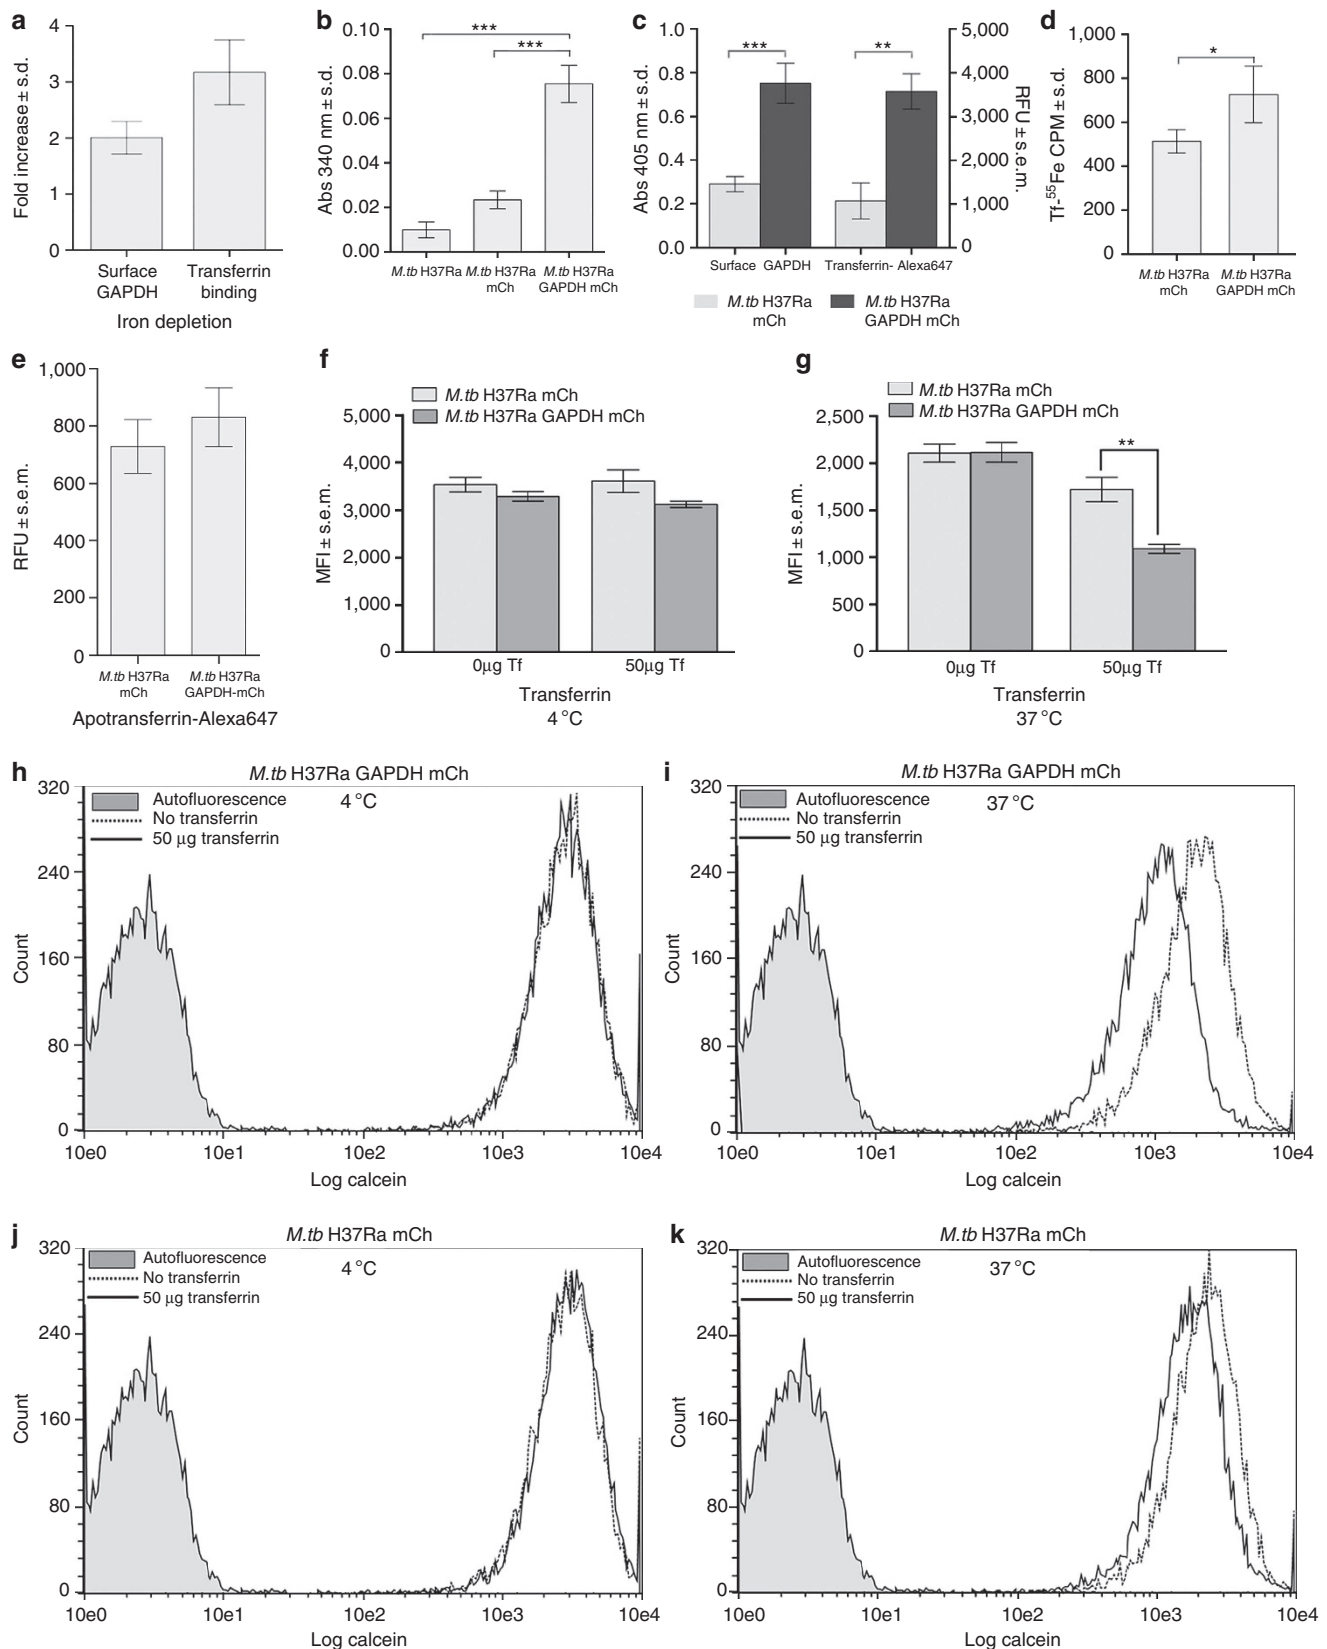 a
4
3
2
1
0
Fold increase ± s.d.
Surface
GAPDH
Transferrin
binding
Iron depletion
b
0.10
0.08
0.06
0.04
0.02
0.00
Abs 340 nm ± s.d.
***
***
M.tb H37Ra
M.tb H37Ra
mCh
M.tb H37Ra
GAPDH mCh
c
1.0
0.8
0.6
0.4
0.2
0.0
Abs 405 nm ± s.d.
***
**
5,000
4,000
3,000
2,000
1,000
0
RFU ± s.e.m.
Surface GAPDH
Transferrin- Alexa647
M.tb H37Ra
mCh
M.tb H37Ra
GAPDH mCh
d
1,000
800
600
400
200
0
Tf-55Fe CPM ± s.d.
*
M.tb H37Ra
mCh
M.tb H37Ra
GAPDH mCh
e
1,000
800
600
400
200
0
RFU ± s.e.m.
M.tb H37Ra
mCh
M.tb H37Ra
GAPDH-mCh
Apotransferrin-Alexa647
f
M.tb H37Ra mCh
M.tb H37Ra GAPDH mCh
5,000
4,000
3,000
2,000
1,000
0
MFI ± s.e.m.
0µg Tf
50µg Tf
Transferrin
4 °C
g
M.tb H37Ra mCh
M.tb H37Ra GAPDH mCh
2,500
2,000
1,500
1,000
500
0
MFI ± s.e.m.
**
0µg Tf
50µg Tf
Transferrin
37 °C
h
M.tb H37Ra GAPDH mCh
Autofluorescence
No transferrin
50 µg transferrin
4 °C
320
240
160
80
0
Count
10e0
10e1
10e2
10e3
10e4
Log calcein
i
M.tb H37Ra GAPDH mCh
Autofluorescence
No transferrin
50 µg transferrin
37 °C
320
240
160
80
0
Count
10e0
10e1
10e2
10e3
10e4
Log calcein
j
M.tb H37Ra mCh
Autofluorescence
No transferrin
50 µg transferrin
4 °C
320
240
160
80
0
Count
10e0
10e1
10e2
10e3
10e4
Log calcein
k
M.tb H37Ra mCh
Autofluorescence
No transferrin
50 µg transferrin
37 °C
320
240
160
80
0
Count
10e0
10e1
10e2
10e3
10e4
Log calcein